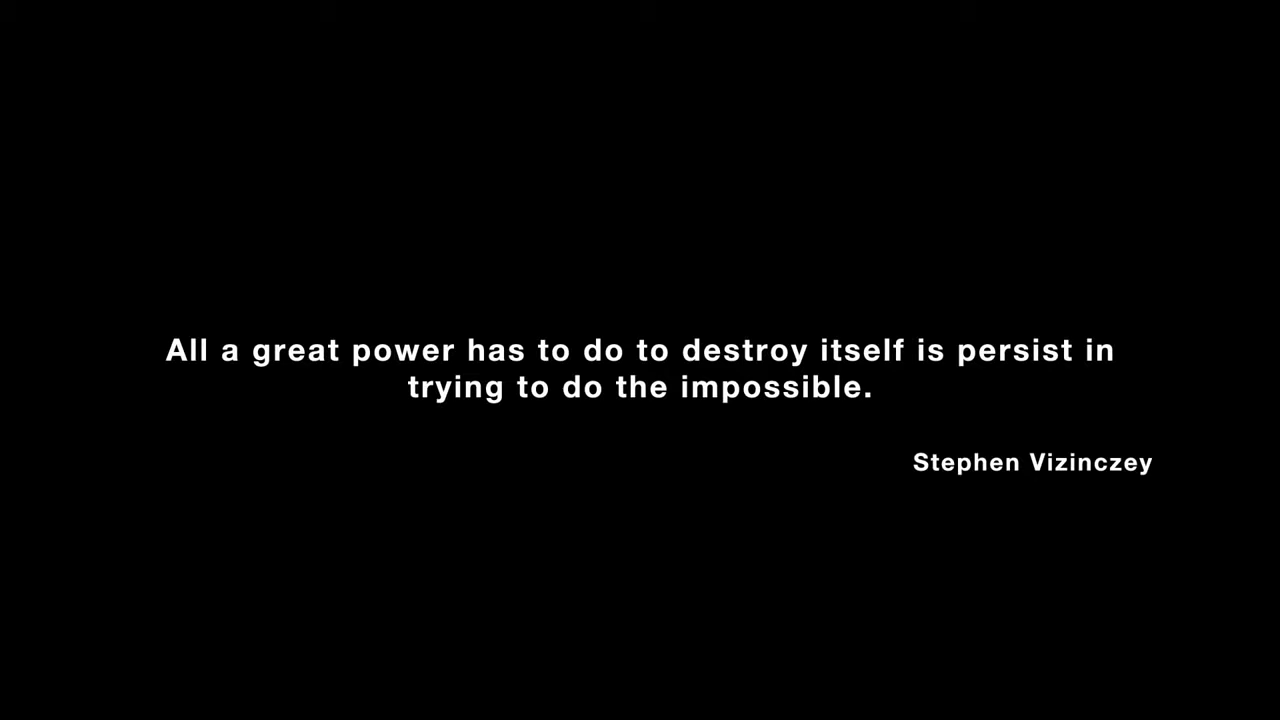 All a great power has to do to destroy itself is persist in
trying to do the impossible.
Stephen Vizinczey